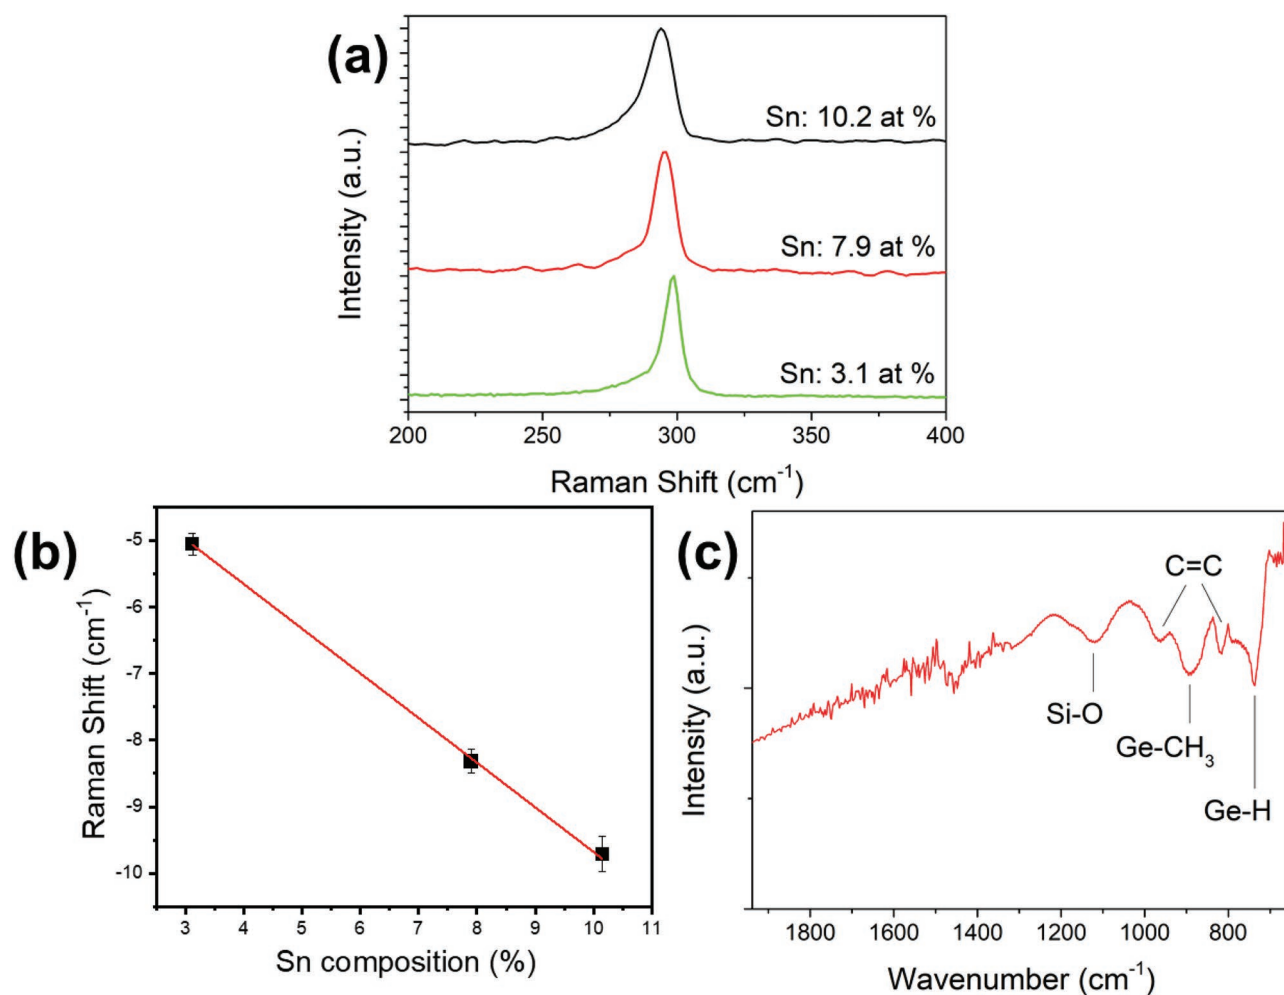 (a)
Intensity (a.u.)
Sn: 10.2 at %
Sn: 7.9 at %
Sn: 3.1 at %
200 250 300 350 400
Raman Shift (cm⁻¹)
(b)
Raman Shift (cm⁻¹)
-5
-6
-7
-8
-9
-10
3 4 5 6 7 8 9 10 11
Sn composition (%)
(c)
Intensity (a.u.)
C=C
Si-O
Ge-CH₃
Ge-H
1800 1600 1400 1200 1000 800
Wavenumber (cm⁻¹)